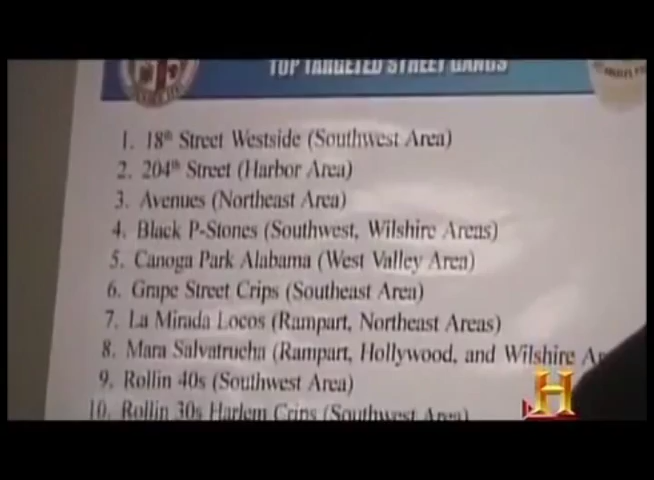 TOP TARGETED STREET GANGS
1. 18th Street Westside (Southwest Area)
2. 204th Street (Harbor Area)
3. Avenues (Northeast Area)
4. Black P-Stones (Southwest, Wilshire Areas)
5. Canoga Park Alabama (West Valley Area)
6. Grape Street Crips (Southeast Area)
7. La Mirada Locos (Rampart, Northeast Areas)
8. Mara Salvatrucha (Rampart, Hollywood, and Wilshire Ar
9. Rollin 40s (Southwest Area)
10. Rollin 30s Harlem Crips (Southwest Area)
H